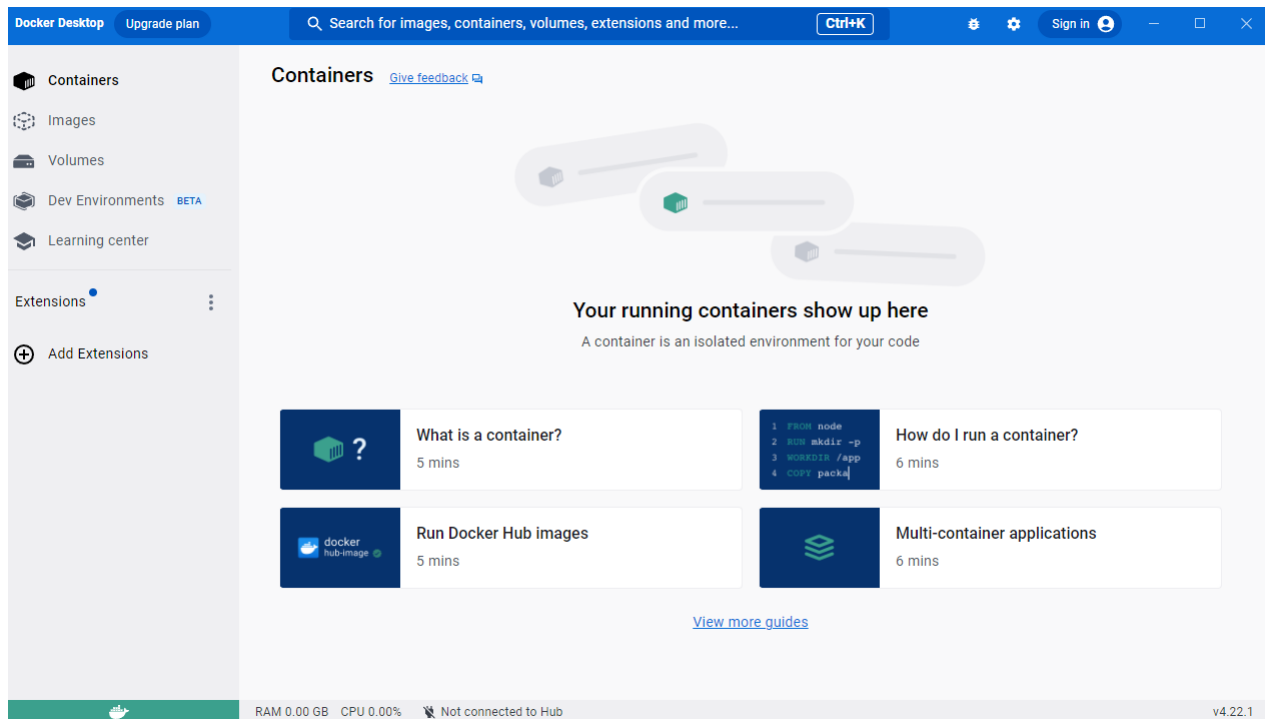 Docker Desktop Upgrade plan Search for images, containers, volumes, extensions and more... Ctrl+K Sign in
Containers
Images
Volumes
Dev Environments BETA
Learning center
Extensions
Add Extensions
Containers Give feedback
Your running containers show up here
A container is an isolated environment for your code
?
What is a container?
5 mins
1 FROM node
2 RUN mkdir -p
3 WORKDIR /app
4 COPY packa
How do I run a container?
6 mins
docker
hub-image
Run Docker Hub images
5 mins
Multi-container applications
6 mins
View more guides
RAM 0.00 GB CPU 0.00% Not connected to Hub v4.22.1